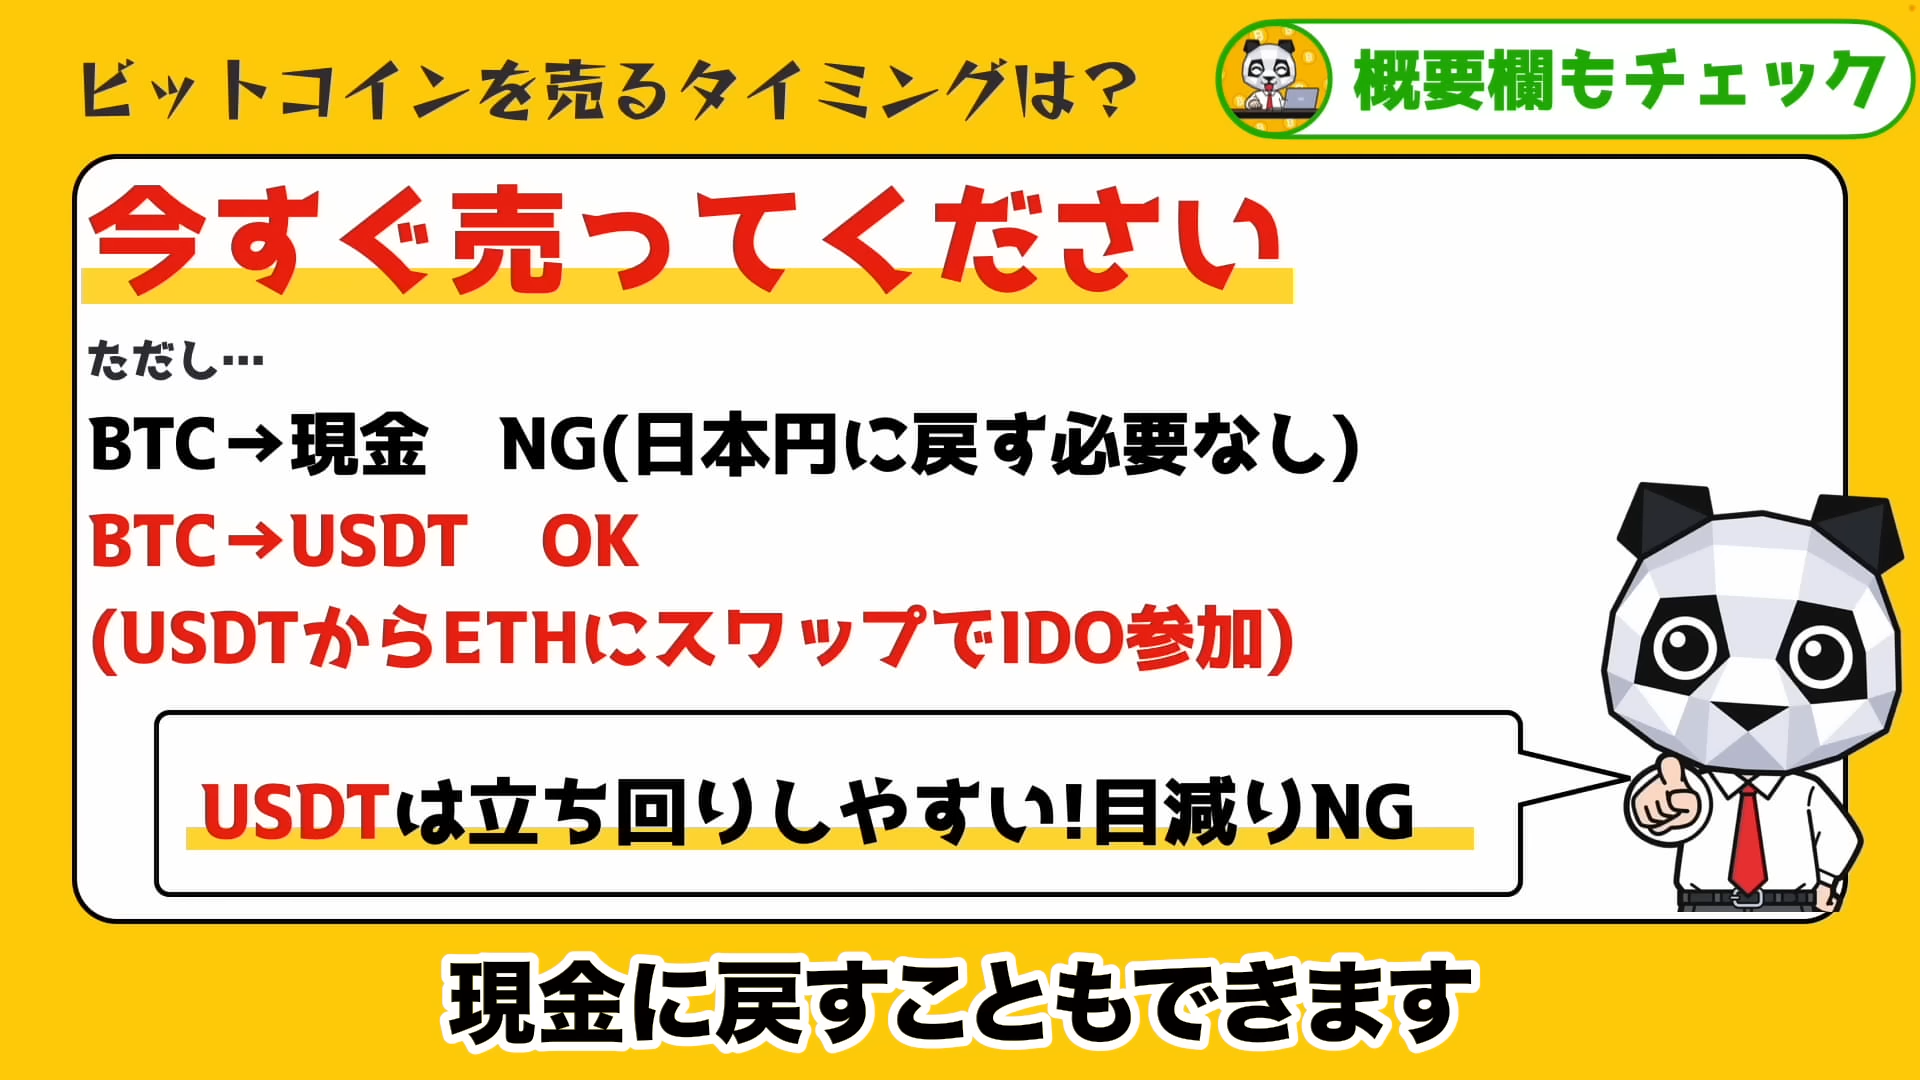 ビットコインを売るタイミングは？
概要欄もチェック
今すぐ売ってください
ただし…
BTC→現金　NG(日本円に戻す必要なし)
BTC→USDT　OK
(USDTからETHにスワップでIDO参加)
USDTは立ち回りしやすい!目減りNG
現金に戻すこともできます